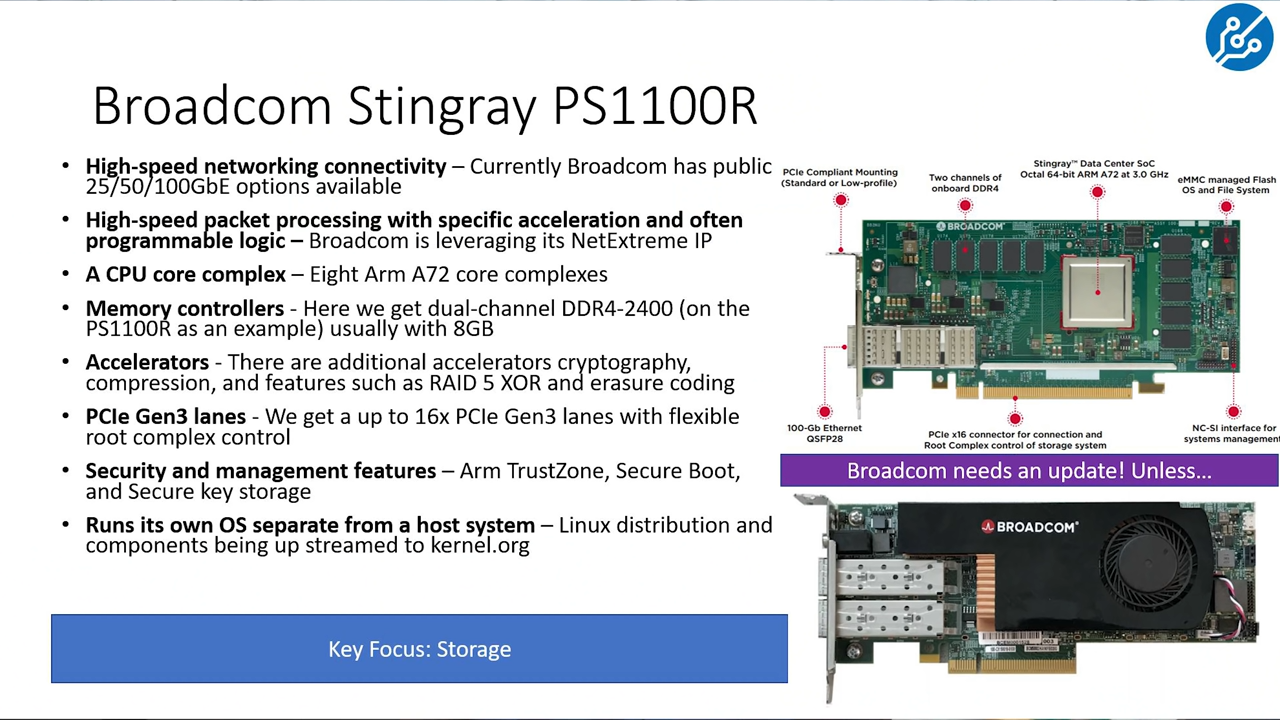 Broadcom Stingray PS1100R
• High-speed networking connectivity – Currently Broadcom has public
25/50/100GbE options available
• High-speed packet processing with specific acceleration and often
programmable logic – Broadcom is leveraging its NetExtreme IP
• A CPU core complex – Eight Arm A72 core complexes
• Memory controllers - Here we get dual-channel DDR4-2400 (on the
PS1100R as an example) usually with 8GB
• Accelerators - There are additional accelerators cryptography,
compression, and features such as RAID 5 XOR and erasure coding
• PCIe Gen3 lanes - We get a up to 16x PCIe Gen3 lanes with flexible
root complex control
• Security and management features – Arm TrustZone, Secure Boot,
and Secure key storage
• Runs its own OS separate from a host system – Linux distribution and
components being up streamed to kernel.org
Key Focus: Storage
PCIe Compliant Mounting
(Standard or Low-profile)
Two channels of
onboard DDR4
Stingray™ Data Center SoC
Octal 64-bit ARM A72 at 3.0 GHz
eMMC managed Flash
OS and File System
BROADCOM
100-Gb Ethernet
QSFP28
PCIe x16 connector for connection and
Root Complex control of storage system
NC-SI interface for
systems management
Broadcom needs an update! Unless...
BROADCOM®